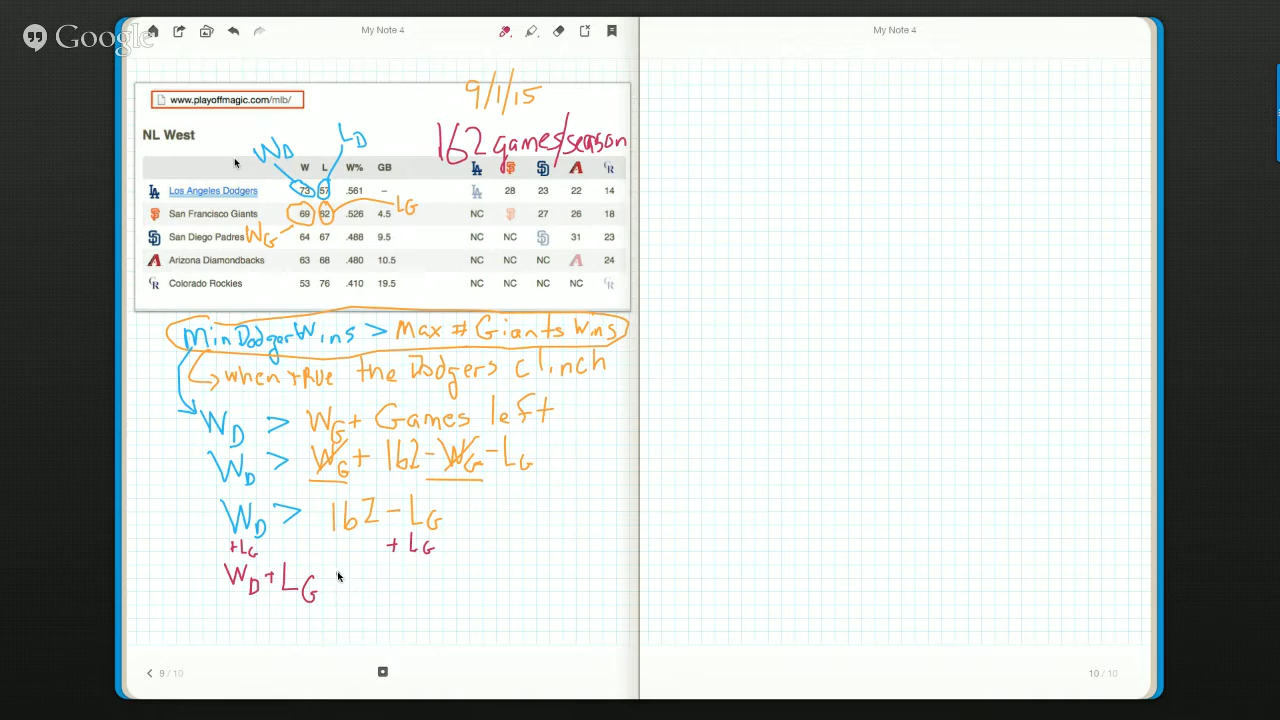 Google
My Note 4
My Note 4
www.playoffmagic.com/mlb/
9/1/15
NL West
162 games/season
WD
LD
W L W% GB
Los Angeles Dodgers 73 57 .561 – 28 23 22 14
San Francisco Giants 69 62 .526 4.5 NC 27 26 18
LG
San Diego Padres 64 67 .488 9.5 NC NC 31 23
WG
Arizona Diamondbacks 63 68 .480 10.5 NC NC NC 24
Colorado Rockies 53 76 .410 19.5 NC NC NC NC
Min Dodger Wins > Max # Giants Wins
when true the Dodgers clinch
WD > WG + Games left
WD > WG + 162 - WG - LG
WD > 162 - LG
+LG + LG
WD + LG
9 / 10
10 / 10